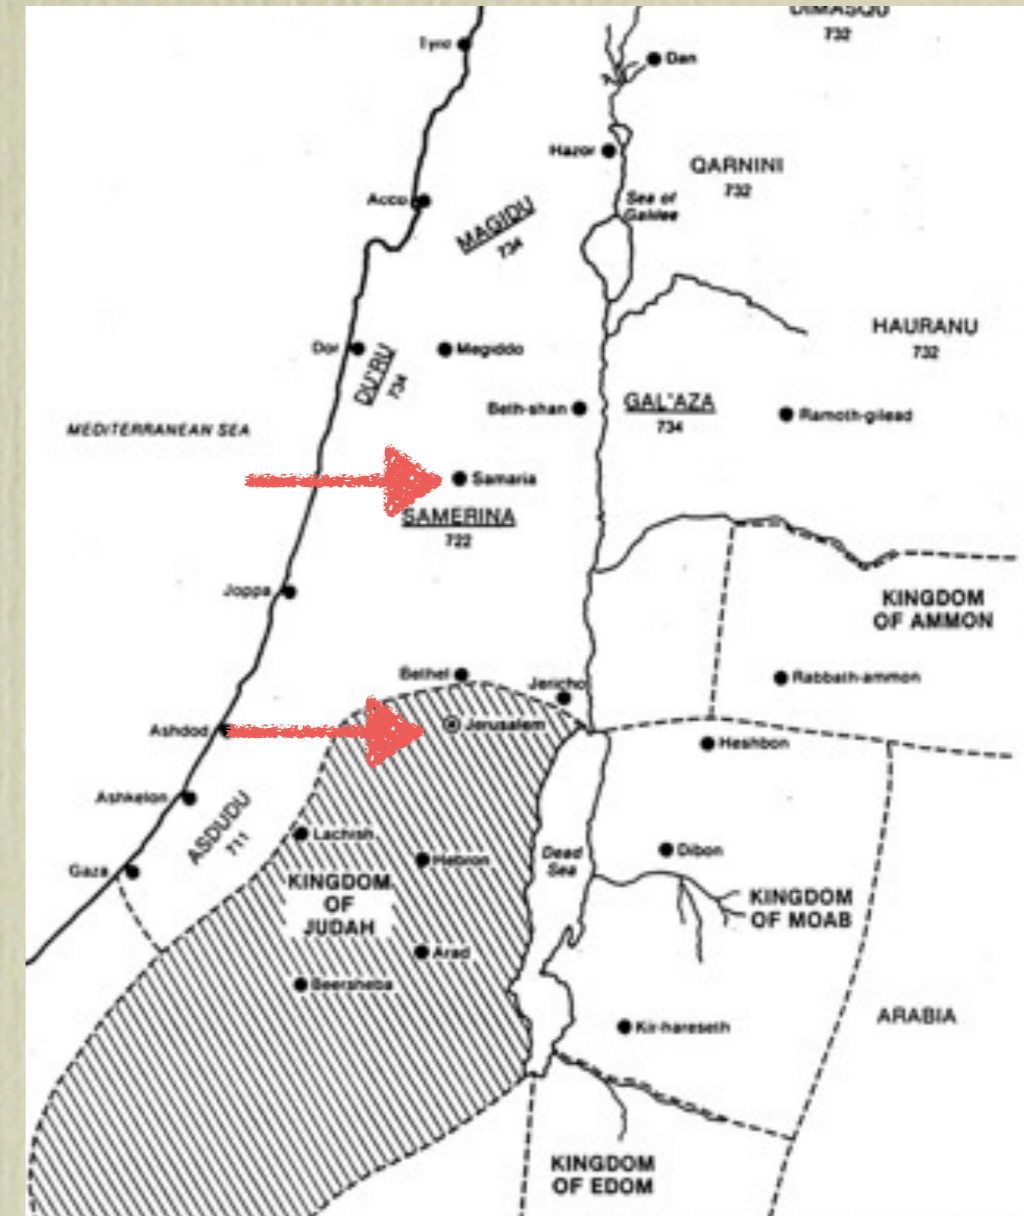 DIMASQU
732
Tyre
Dan
Hazor
QARNINI
732
Sea of
Galilee
Acco
MAGIDU
734
HAURANU
732
Dor
DU'RU
734
Megiddo
Beth-shan
GAL'AZA
734
Ramoth-gilead
MEDITERRANEAN SEA
Samaria
SAMERINA
722
Joppa
KINGDOM
OF AMMON
Bethel
Jericho
Rabbath-ammon
Ashdod
Jerusalem
Heshbon
Ashkelon
ASDUDU
711
Lachish
Gaza
Hebron
Dead
Sea
Dibon
KINGDOM
OF
JUDAH
KINGDOM
OF MOAB
Arad
Beersheba
Kir-hareseth
ARABIA
KINGDOM
OF EDOM